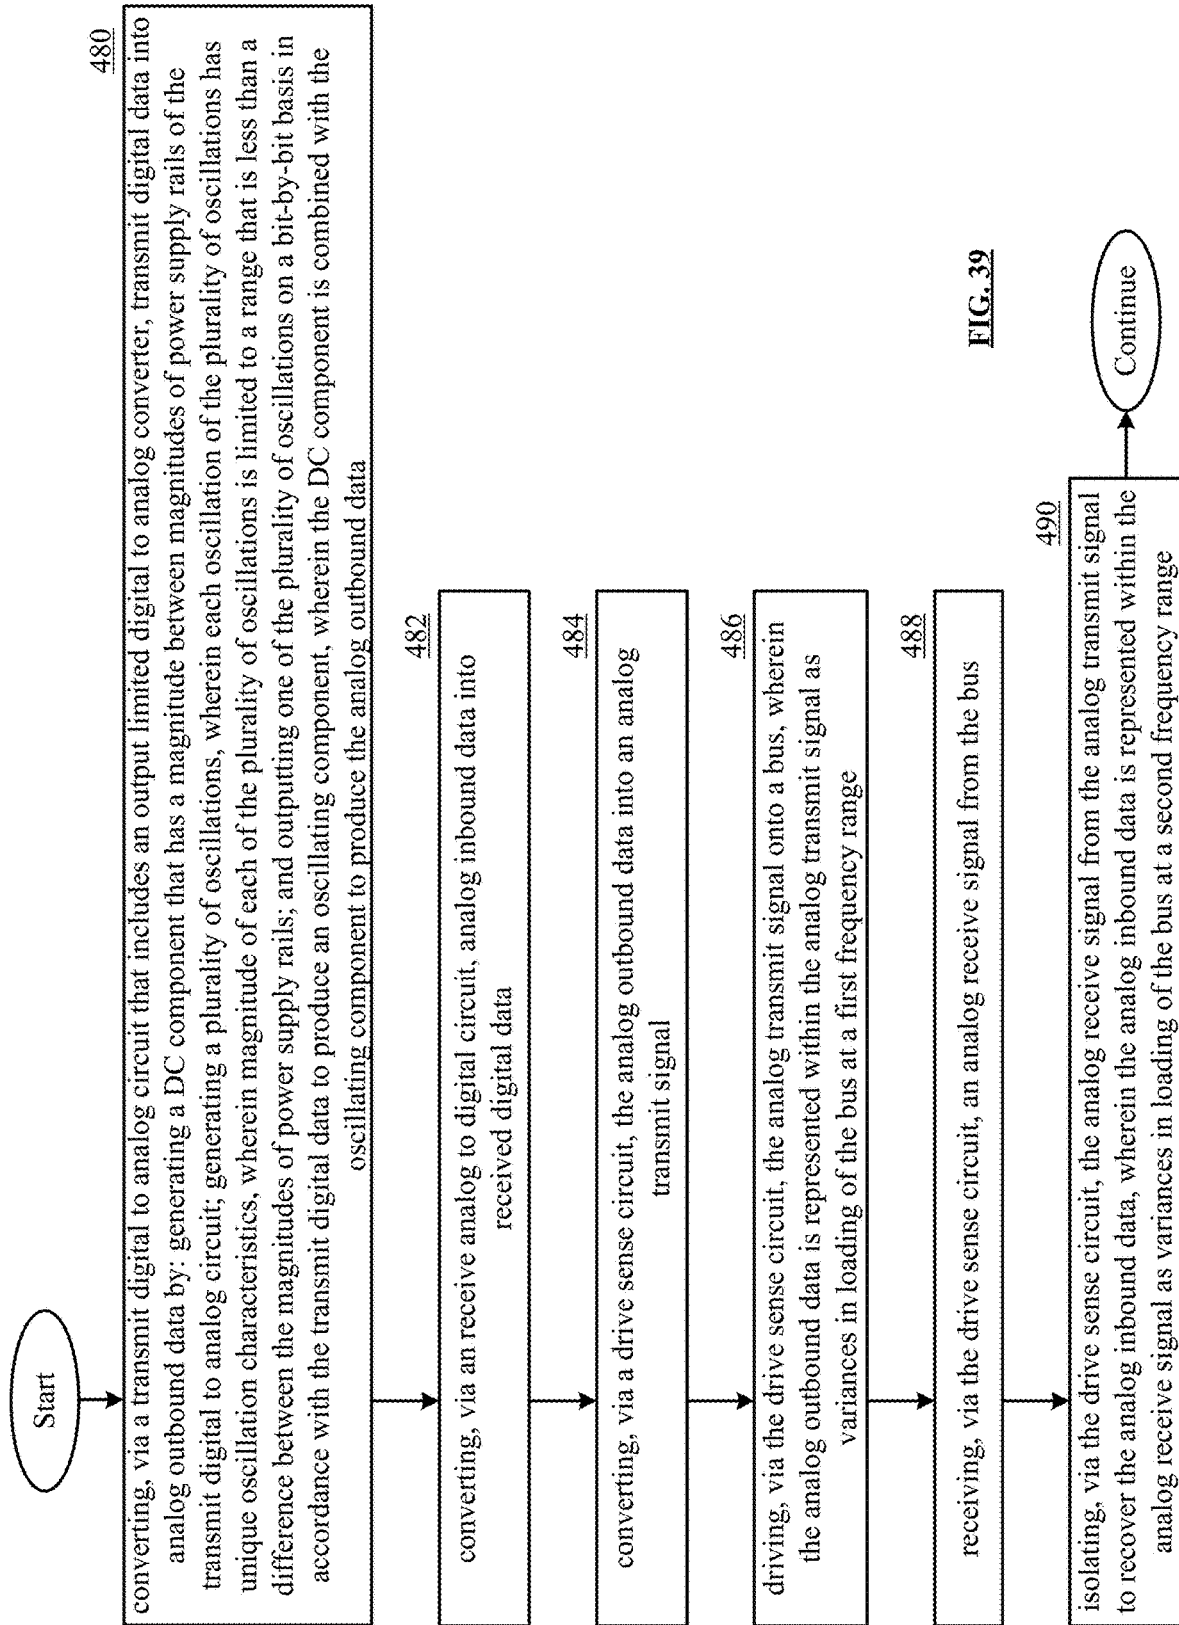 Start
480
converting, via a transmit digital to analog circuit that includes an output limited digital to analog converter, transmit digital data into
analog outbound data by: generating a DC component that has a magnitude between magnitudes of power supply rails of the
transmit digital to analog circuit; generating a plurality of oscillations, wherein each oscillation of the plurality of oscillations has
unique oscillation characteristics, wherein magnitude of each of the plurality of oscillations is limited to a range that is less than a
difference between the magnitudes of power supply rails; and outputting one of the plurality of oscillations on a bit-by-bit basis in
accordance with the transmit digital data to produce an oscillating component, wherein the DC component is combined with the
oscillating component to produce the analog outbound data
482
converting, via an receive analog to digital circuit, analog inbound data into
received digital data
484
converting, via a drive sense circuit, the analog outbound data into an analog
transmit signal
486
driving, via the drive sense circuit, the analog transmit signal onto a bus, wherein
the analog outbound data is represented within the analog transmit signal as
variances in loading of the bus at a first frequency range
488
receiving, via the drive sense circuit, an analog receive signal from the bus
490
isolating, via the drive sense circuit, the analog receive signal from the analog transmit signal
to recover the analog inbound data, wherein the analog inbound data is represented within the
analog receive signal as variances in loading of the bus at a second frequency range
Continue
FIG. 39